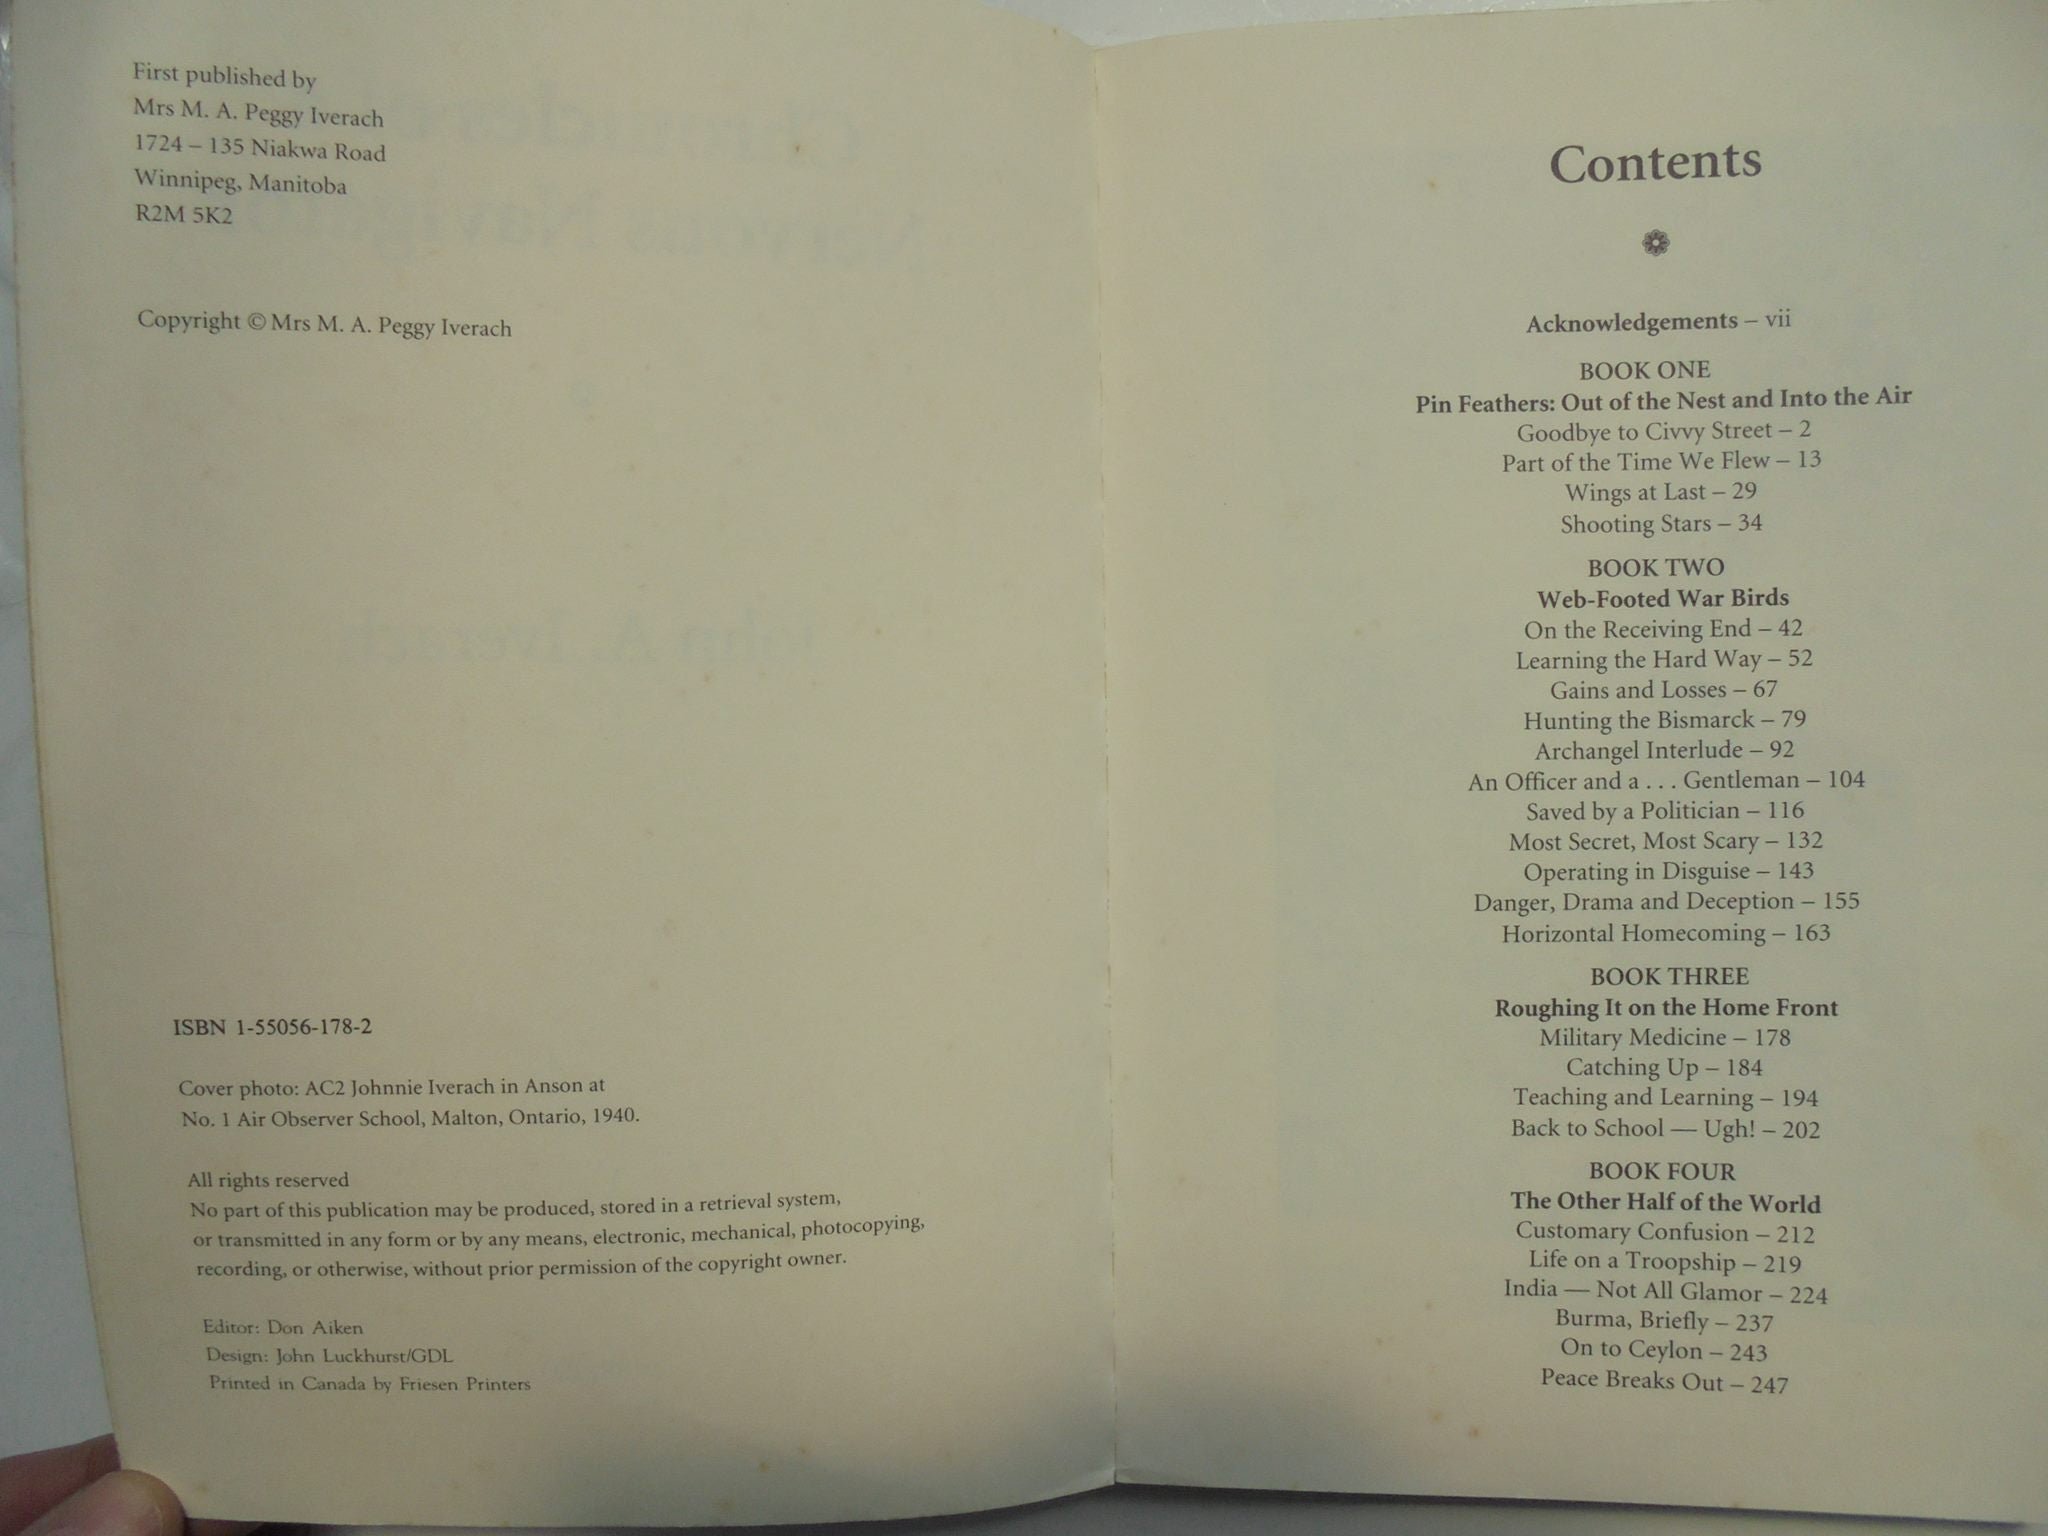 First published by
Mrs M. A. Peggy Iverach
1724 – 135 Niakwa Road
Winnipeg, Manitoba
R2M 5K2
Copyright © Mrs M. A. Peggy Iverach
ISBN 1-55056-178-2
Cover photo: AC2 Johnnie Iverach in Anson at
No. 1 Air Observer School, Malton, Ontario, 1940.
All rights reserved
No part of this publication may be produced, stored in a retrieval system,
or transmitted in any form or by any means, electronic, mechanical, photocopying,
recording, or otherwise, without prior permission of the copyright owner.
Editor: Don Aiken
Design: John Luckhurst/GDL
Printed in Canada by Friesen Printers
Contents
Acknowledgements – vii
BOOK ONE
Pin Feathers: Out of the Nest and Into the Air
Goodbye to Civvy Street – 2
Part of the Time We Flew – 13
Wings at Last – 29
Shooting Stars – 34
BOOK TWO
Web-Footed War Birds
On the Receiving End – 42
Learning the Hard Way – 52
Gains and Losses – 67
Hunting the Bismarck – 79
Archangel Interlude – 92
An Officer and a . . . Gentleman – 104
Saved by a Politician – 116
Most Secret, Most Scary – 132
Operating in Disguise – 143
Danger, Drama and Deception – 155
Horizontal Homecoming – 163
BOOK THREE
Roughing It on the Home Front
Military Medicine – 178
Catching Up – 184
Teaching and Learning – 194
Back to School — Ugh! – 202
BOOK FOUR
The Other Half of the World
Customary Confusion – 212
Life on a Troopship – 219
India — Not All Glamor – 224
Burma, Briefly – 237
On to Ceylon – 243
Peace Breaks Out – 247